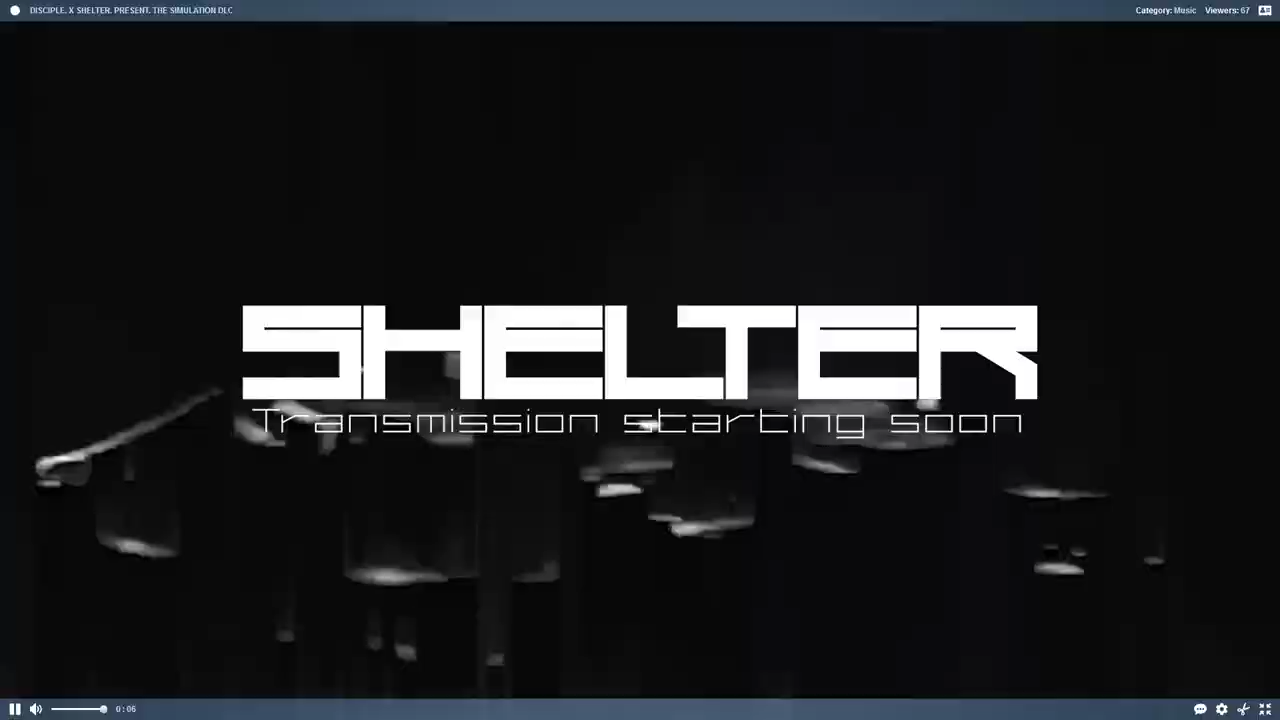 DISCIPLE. X SHELTER. PRESENT. THE SIMULATION DLC
Category: Music Viewers: 67
SHELTER
Transmission starting soon
0:06